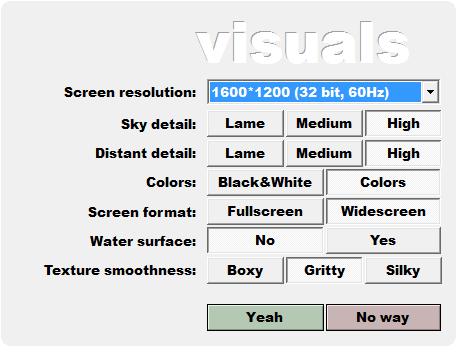 visuals
Screen resolution: 1600*1200 (32 bit, 60Hz)
Sky detail: Lame Medium High
Distant detail: Lame Medium High
Colors: Black&White Colors
Screen format: Fullscreen Widescreen
Water surface: No Yes
Texture smoothness: Boxy Gritty Silky
Yeah No way